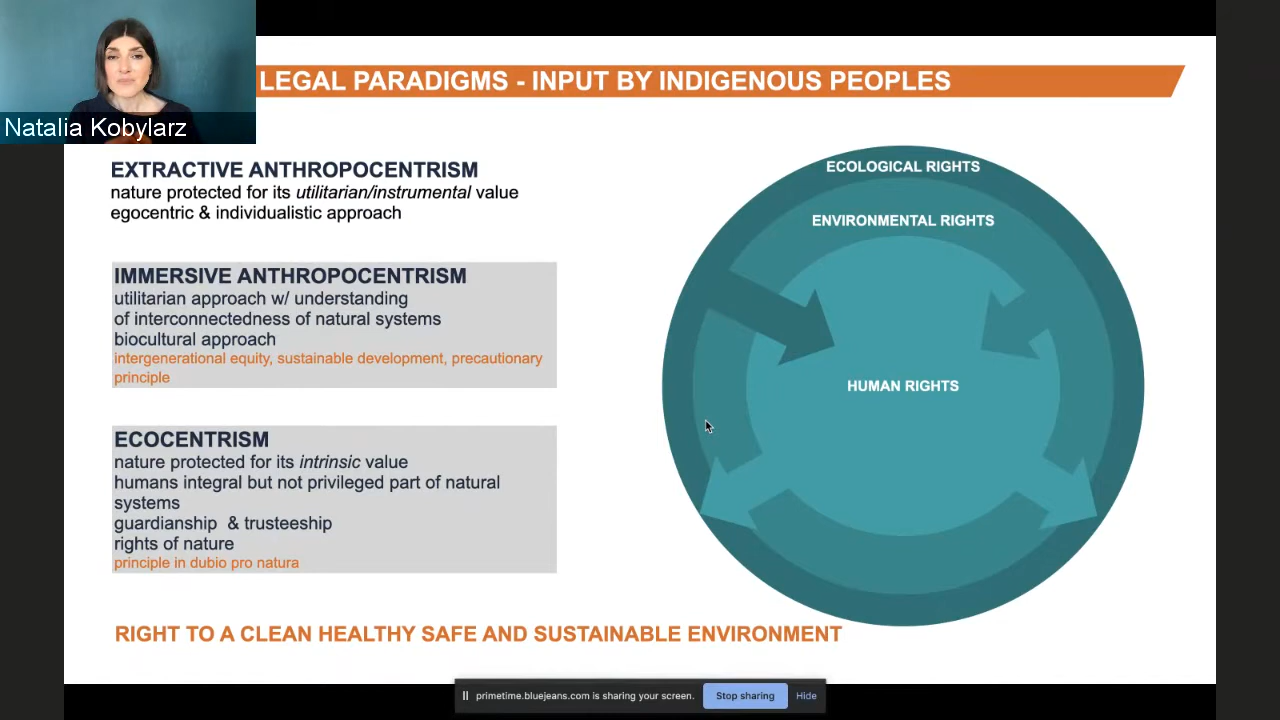 Natalia Kobylarz
LEGAL PARADIGMS - INPUT BY INDIGENOUS PEOPLES
EXTRACTIVE ANTHROPOCENTRISM
nature protected for its utilitarian/instrumental value
egocentric & individualistic approach
IMMERSIVE ANTHROPOCENTRISM
utilitarian approach w/ understanding
of interconnectedness of natural systems
biocultural approach
intergenerational equity, sustainable development, precautionary
principle
ECOCENTRISM
nature protected for its intrinsic value
humans integral but not privileged part of natural
systems
guardianship & trusteeship
rights of nature
principle in dubio pro natura
RIGHT TO A CLEAN HEALTHY SAFE AND SUSTAINABLE ENVIRONMENT
ECOLOGICAL RIGHTS
ENVIRONMENTAL RIGHTS
HUMAN RIGHTS
primetime.bluejeans.com is sharing your screen. Stop sharing Hide